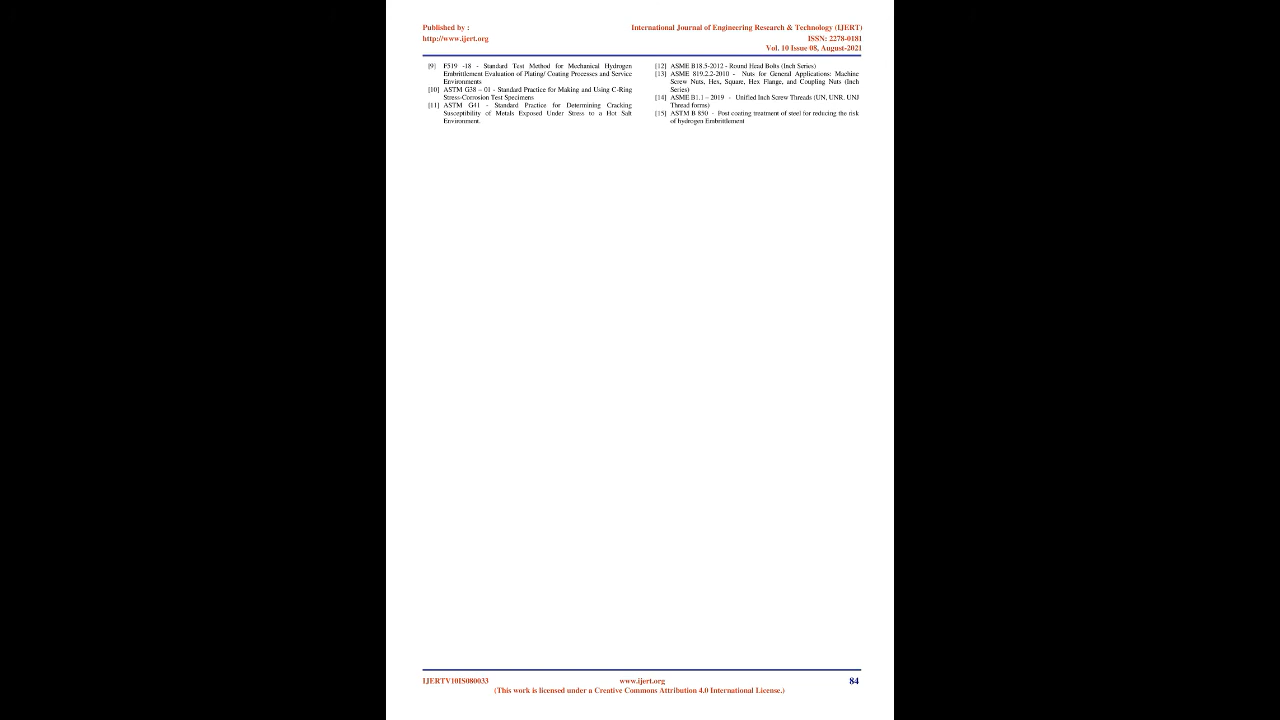 Published by :
http://www.ijert.org
International Journal of Engineering Research & Technology (IJERT)
ISSN: 2278-0181
Vol. 10 Issue 08, August-2021
[9] F519 -18 - Standard Test Method for Mechanical Hydrogen
Embrittlement Evaluation of Plating/ Coating Processes and Service
Environments
[10] ASTM G38 – 01 - Standard Practice for Making and Using C-Ring
Stress-Corrosion Test Specimens
[11] ASTM G41 - Standard Practice for Determining Cracking
Susceptibility of Metals Exposed Under Stress to a Hot Salt
Environment.
[12] ASME B18.5-2012 - Round Head Bolts (Inch Series)
[13] ASME 819.2.2-2010 - Nuts for General Applications: Machine
Screw Nuts, Hex, Square, Hex Flange, and Coupling Nuts (Inch
Series)
[14] ASME B1.1 – 2019 - Unified Inch Screw Threads (UN, UNR. UNJ
Thread forms)
[15] ASTM B 850 - Post coating treatment of steel for reducing the risk
of hydrogen Embrittlement
IJERTV10IS080033
www.ijert.org
84
(This work is licensed under a Creative Commons Attribution 4.0 International License.)